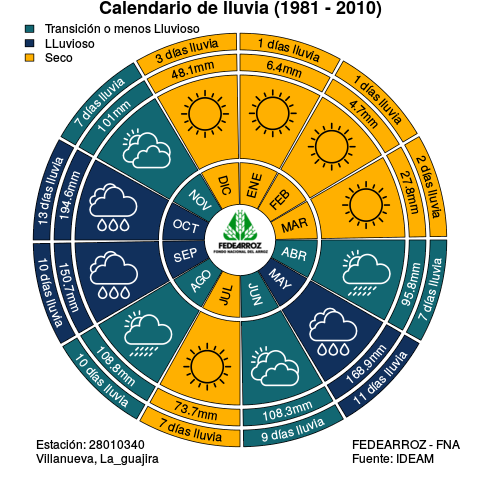 Calendario de lluvia (1981 - 2010)
Transición o menos Lluvioso
LLuvioso
Seco
1 días lluvia
6.4mm
ENE
1 días lluvia
4.7mm
FEB
2 días lluvia
27.8mm
MAR
7 días lluvia
95.8mm
ABR
11 días lluvia
168.9mm
MAY
9 días lluvia
108.3mm
JUN
7 días lluvia
73.7mm
JUL
10 días lluvia
108.8mm
AGO
10 días lluvia
150.7mm
SEP
13 días lluvia
194.6mm
OCT
7 días lluvia
101mm
NOV
3 días lluvia
48.1mm
DIC
FEDEARROZ
FONDO NACIONAL DEL ARROZ
Estación: 28010340
Villanueva, La_guajira
FEDEARROZ - FNA
Fuente: IDEAM